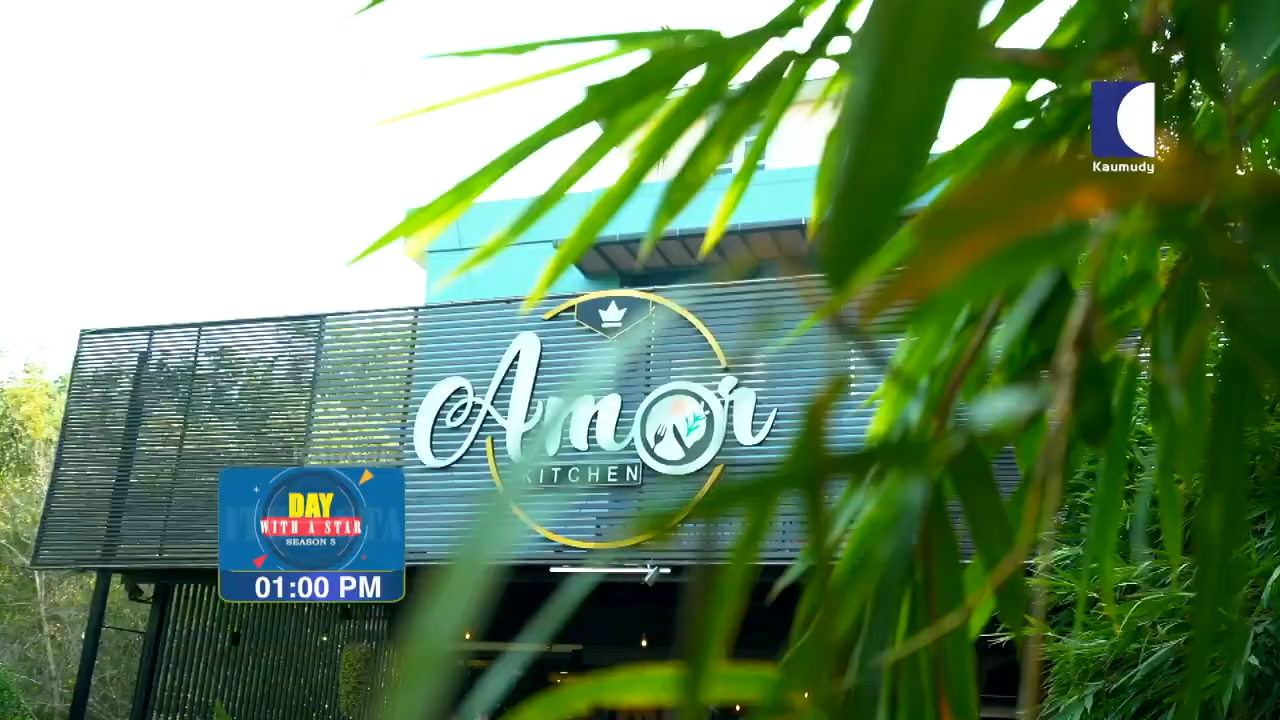 Kaumudy
Amor
KITCHEN
DAY
WITH A STAR
SEASON 5
01:00 PM